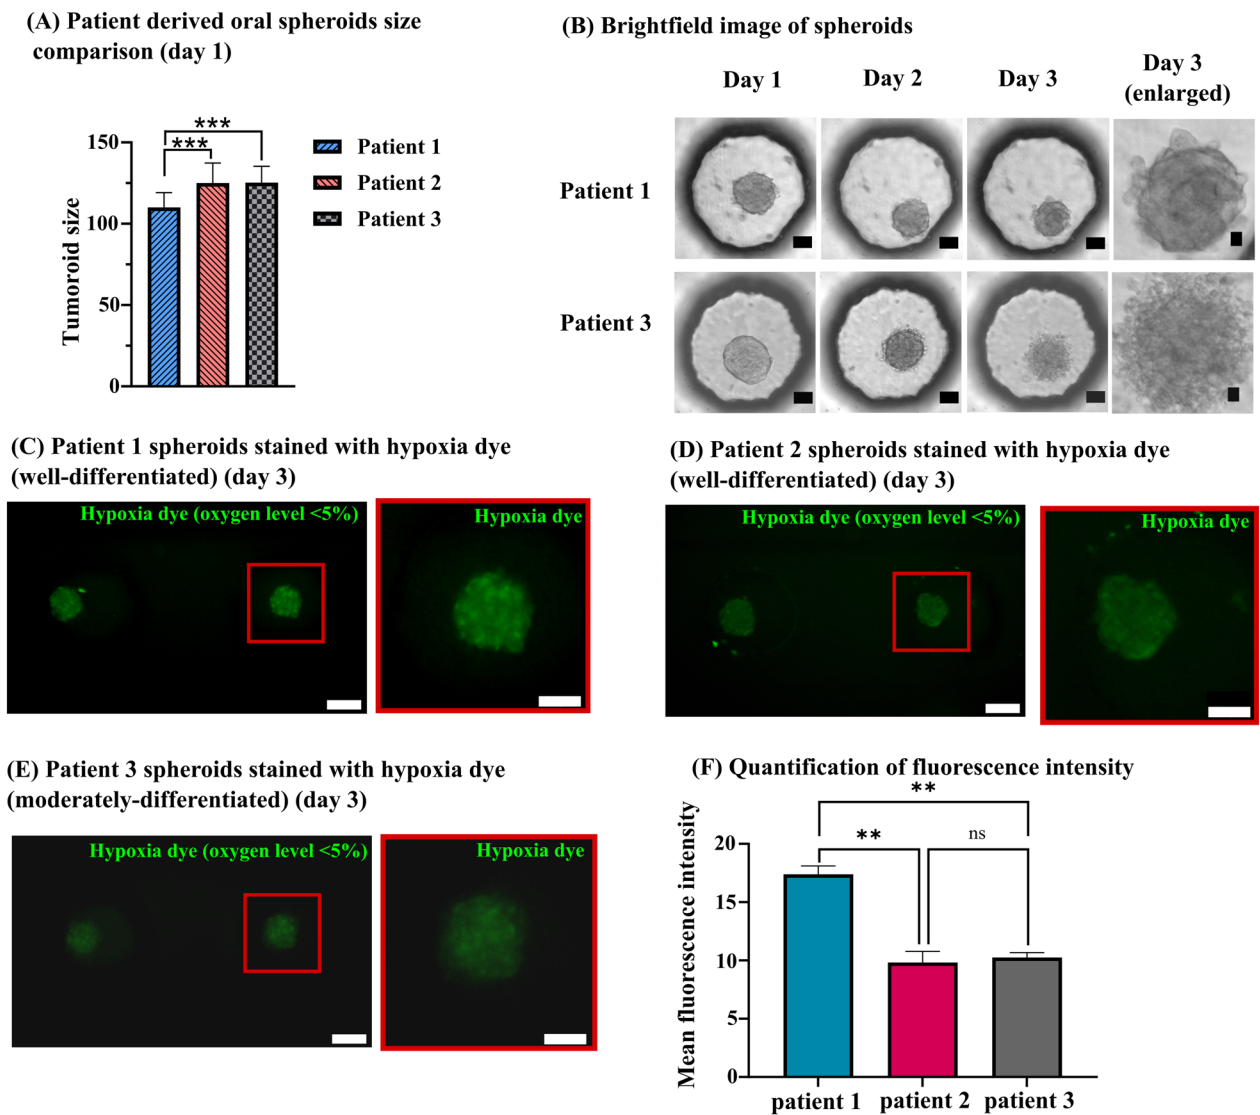 (A) Patient derived oral spheroids size
comparison (day 1)
Tumoroid size
150
100
50
0
***
***
Patient 1
Patient 2
Patient 3
(B) Brightfield image of spheroids
Day 1
Day 2
Day 3
Day 3
(enlarged)
Patient 1
Patient 3
(C) Patient 1 spheroids stained with hypoxia dye
(well-differentiated) (day 3)
Hypoxia dye (oxygen level <5%)
Hypoxia dye
(D) Patient 2 spheroids stained with hypoxia dye
(well-differentiated) (day 3)
Hypoxia dye (oxygen level <5%)
Hypoxia dye
(E) Patient 3 spheroids stained with hypoxia dye
(moderately-differentiated) (day 3)
Hypoxia dye (oxygen level <5%)
Hypoxia dye
(F) Quantification of fluorescence intensity
Mean fluorescence intensity
20
15
10
5
0
**
**
ns
patient 1
patient 2
patient 3